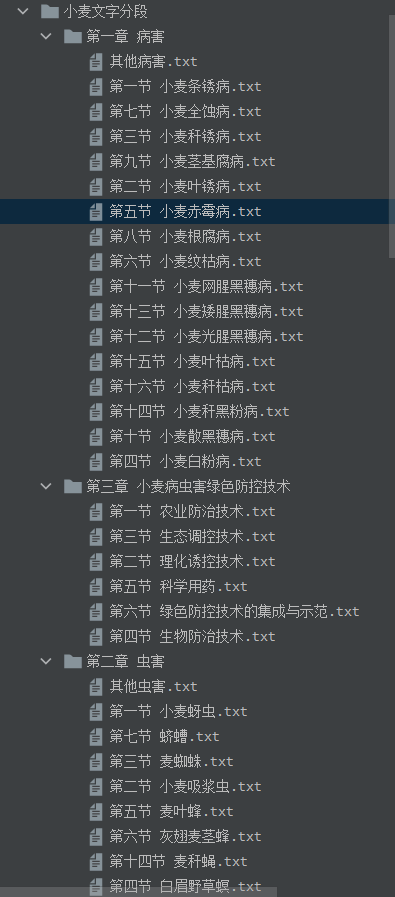 小麦文字分段
第一章 病害
其他病害.txt
第一节 小麦条锈病.txt
第七节 小麦全蚀病.txt
第三节 小麦秆锈病.txt
第九节 小麦茎基腐病.txt
第二节 小麦叶锈病.txt
第五节 小麦赤霉病.txt
第八节 小麦根腐病.txt
第六节 小麦纹枯病.txt
第十一节 小麦网腥黑穗病.txt
第十三节 小麦矮腥黑穗病.txt
第十二节 小麦光腥黑穗病.txt
第十五节 小麦叶枯病.txt
第十六节 小麦秆枯病.txt
第十四节 小麦秆黑粉病.txt
第十节 小麦散黑穗病.txt
第四节 小麦白粉病.txt
第三章 小麦病虫害绿色防控技术
第一节 农业防治技术.txt
第三节 生态调控技术.txt
第二节 理化诱控技术.txt
第五节 科学用药.txt
第六节 绿色防控技术的集成与示范.txt
第四节 生物防治技术.txt
第二章 虫害
其他虫害.txt
第一节 小麦蚜虫.txt
第七节 蛴螬.txt
第三节 麦蜘蛛.txt
第二节 小麦吸浆虫.txt
第五节 麦叶蜂.txt
第六节 灰翅麦茎蜂.txt
第十四节 麦秆蝇.txt
第四节 白眉野草螟.txt